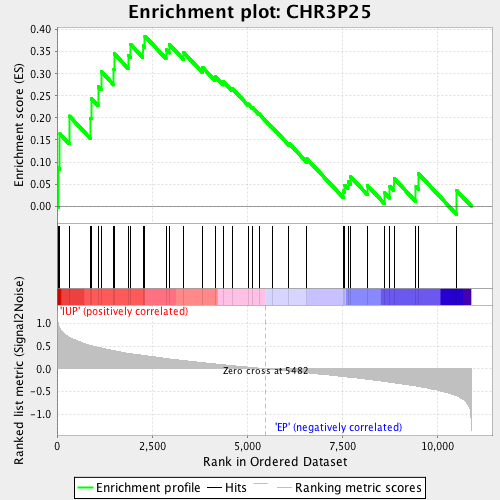 Enrichment plot: CHR3P25
Enrichment score (ES)
0.40
0.35
0.30
0.25
0.20
0.15
0.10
0.05
0.00
'IUP' (positively correlated)
Ranked list metric (Signal2Noise)
1.0
0.5
0.0
-0.5
-1.0
Zero cross at 5482
'EP' (negatively correlated)
0
2,500
5,000
7,500
10,000
Rank in Ordered Dataset
Enrichment profile
Hits
Ranking metric scores